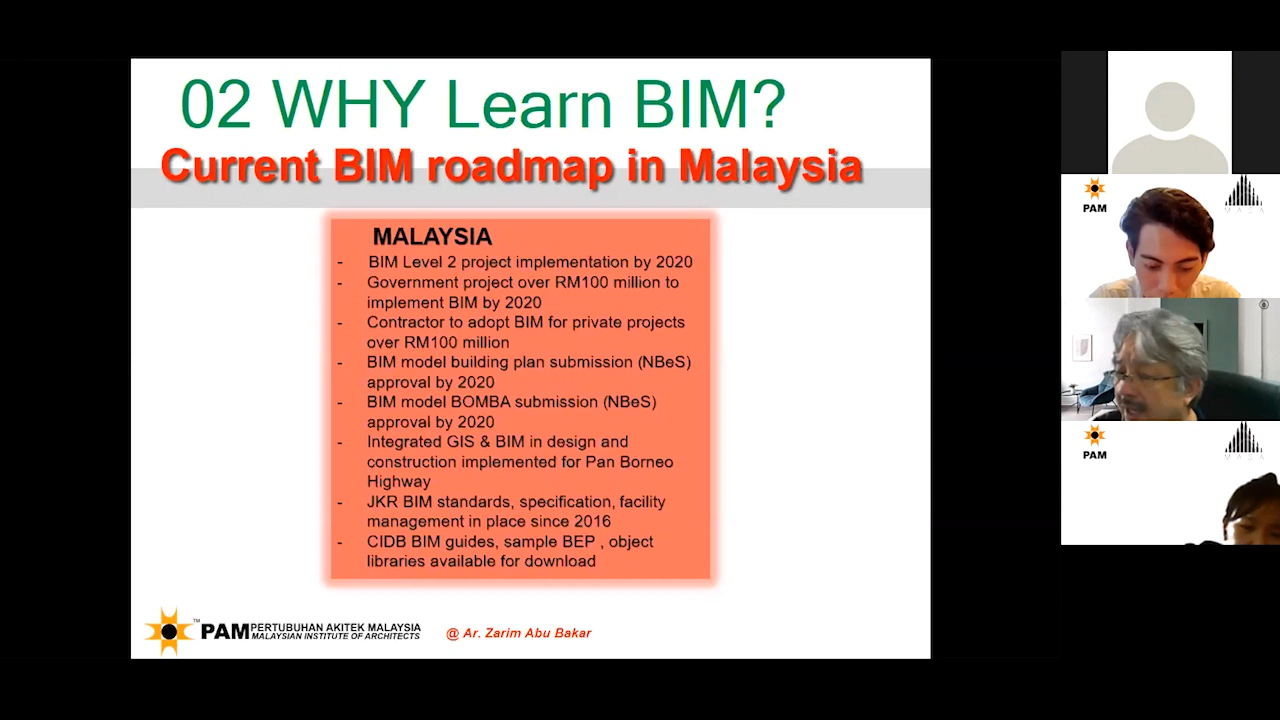 02 WHY Learn BIM?
Current BIM roadmap in Malaysia
MALAYSIA
- BIM Level 2 project implementation by 2020
- Government project over RM100 million to
implement BIM by 2020
- Contractor to adopt BIM for private projects
over RM100 million
- BIM model building plan submission (NBeS)
approval by 2020
- BIM model BOMBA submission (NBeS)
approval by 2020
- Integrated GIS & BIM in design and
construction implemented for Pan Borneo
Highway
- JKR BIM standards, specification, facility
management in place since 2016
- CIDB BIM guides, sample BEP , object
libraries available for download
TM
PAM PERTUBUHAN AKITEK MALAYSIA
MALAYSIAN INSTITUTE OF ARCHITECTS
@ Ar. Zarim Abu Bakar
PAM
PAM